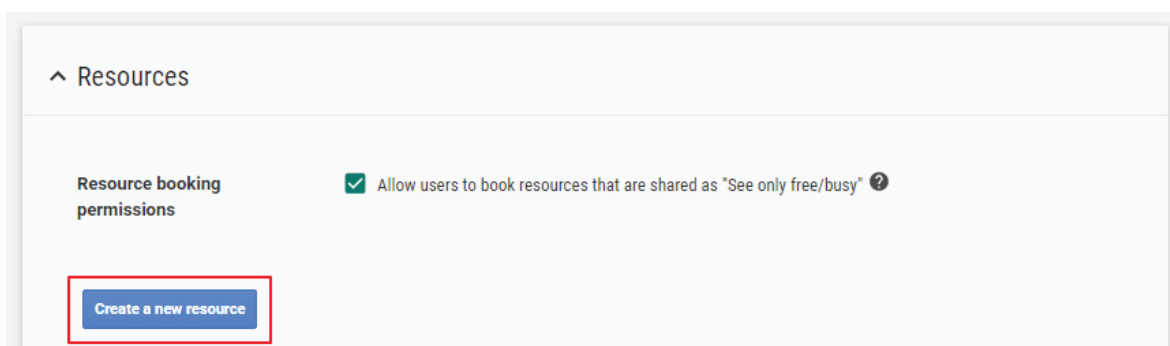 Resources
Resource booking
permissions
Allow users to book resources that are shared as "See only free/busy" ?
Create a new resource